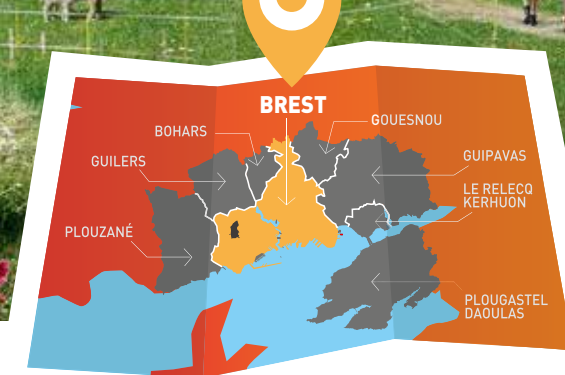 BREST
BOHARS
GOUESNOU
GUILERS
GUIPAVAS
LE RELECQ
KERHUON
PLOUZANÉ
PLOUGASTEL
DAOULAS